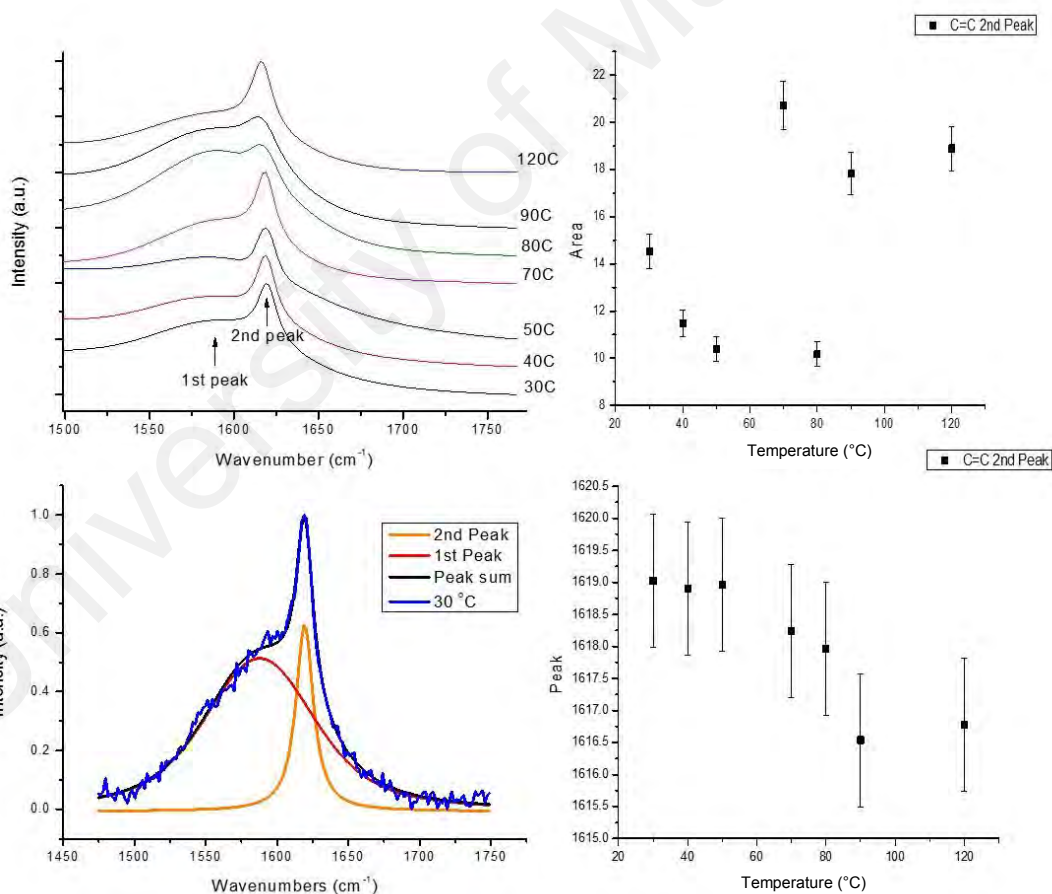 University of M
C=C 2nd Peak
Intensity (a.u.)
120C
90C
80C
70C
50C
40C
30C
2nd peak
1st peak
1500 1550 1600 1650 1700 1750
Wavenumber (cm⁻¹)
Area
22
20
18
16
14
12
10
8
20 40 60 80 100 120
Temperature (°C)
Intensity (a.u.)
1.0
0.8
0.6
0.4
0.2
0.0
2nd Peak
1st Peak
Peak sum
30 °C
1450 1500 1550 1600 1650 1700 1750
Wavenumbers (cm⁻¹)
C=C 2nd Peak
Peak
1620.5
1620.0
1619.5
1619.0
1618.5
1618.0
1617.5
1617.0
1616.5
1616.0
1615.5
1615.0
20 40 60 80 100 120
Temperature (°C)